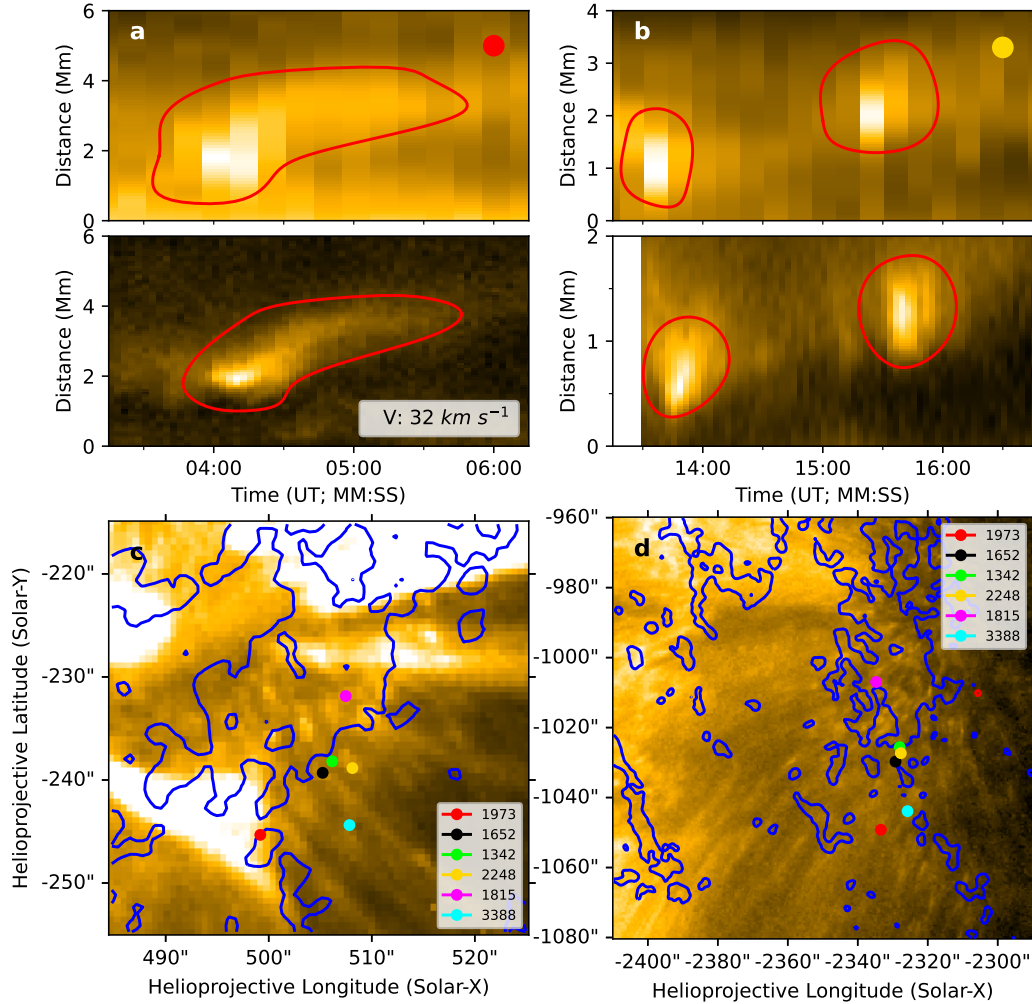 a
6
4
2
0
Distance (Mm)
b
4
3
2
1
0
Distance (Mm)
6
4
2
0
Distance (Mm)
V: 32 km s⁻¹
04:00 05:00 06:00
Time (UT; MM:SS)
2
1
0
Distance (Mm)
14:00 15:00 16:00
Time (UT; MM:SS)
c
-220"
-230"
-240"
-250"
Helioprojective Latitude (Solar-Y)
1973
1652
1342
2248
1815
3388
490" 500" 510" 520"
Helioprojective Longitude (Solar-X)
d
-960"
-980"
-1000"
-1020"
-1040"
-1060"
-1080"
1973
1652
1342
2248
1815
3388
-2400" -2380" -2360" -2340" -2320" -2300"
Helioprojective Longitude (Solar-X)